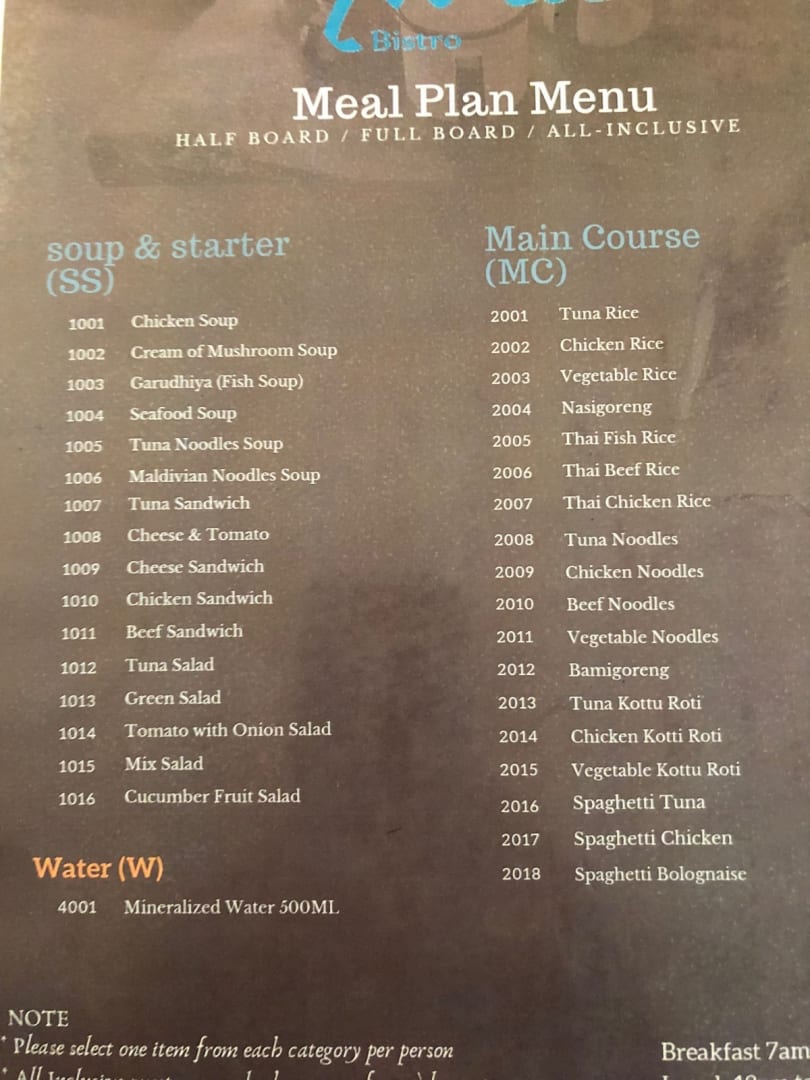 Bistro
Meal Plan Menu
HALF BOARD / FULL BOARD / ALL-INCLUSIVE
soup & starter
(SS)
1001 Chicken Soup
1002 Cream of Mushroom Soup
1003 Garudhiya (Fish Soup)
1004 Seafood Soup
1005 Tuna Noodles Soup
1006 Maldivian Noodles Soup
1007 Tuna Sandwich
1008 Cheese & Tomato
1009 Cheese Sandwich
1010 Chicken Sandwich
1011 Beef Sandwich
1012 Tuna Salad
1013 Green Salad
1014 Tomato with Onion Salad
1015 Mix Salad
1016 Cucumber Fruit Salad
Water (W)
4001 Mineralized Water 500ML
Main Course
(MC)
2001 Tuna Rice
2002 Chicken Rice
2003 Vegetable Rice
2004 Nasigoreng
2005 Thai Fish Rice
2006 Thai Beef Rice
2007 Thai Chicken Rice
2008 Tuna Noodles
2009 Chicken Noodles
2010 Beef Noodles
2011 Vegetable Noodles
2012 Bamigoreng
2013 Tuna Kottu Roti
2014 Chicken Kotti Roti
2015 Vegetable Kottu Roti
2016 Spaghetti Tuna
2017 Spaghetti Chicken
2018 Spaghetti Bolognaise
NOTE
* Please select one item from each category per person
* All Inclusive
Breakfast 7am